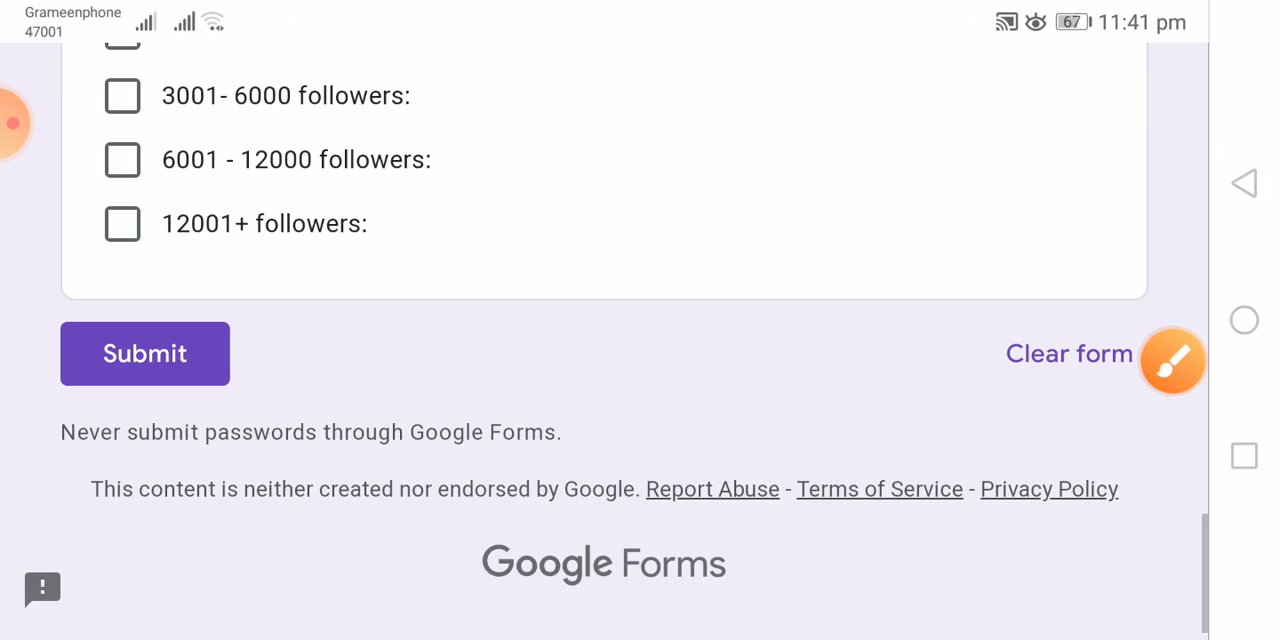 Grameenphone
47001
67 11:41 pm
3001- 6000 followers:
6001 - 12000 followers:
12001+ followers:
Submit
Clear form
Never submit passwords through Google Forms.
This content is neither created nor endorsed by Google. Report Abuse - Terms of Service - Privacy Policy
Google Forms